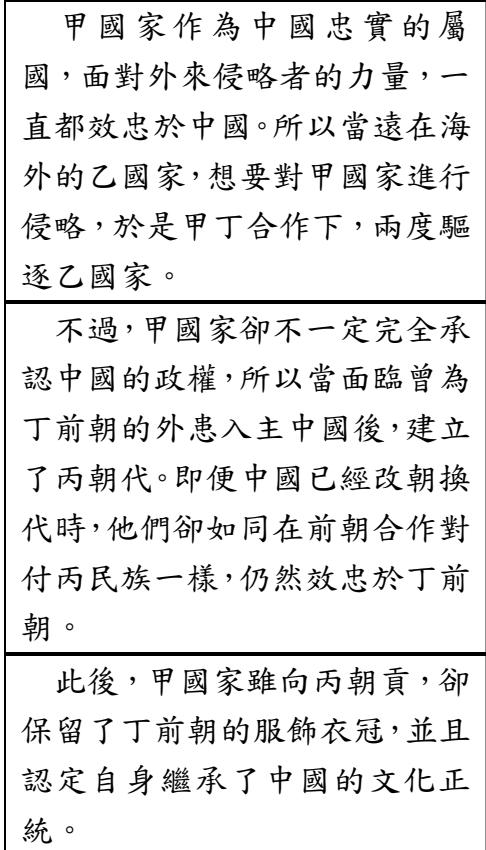 甲國家作為中國忠實的屬
國，面對外來侵略者的力量，一
直都效忠於中國。所以當遠在海
外的乙國家，想要對甲國家進行
侵略，於是甲丁合作下，兩度驅
逐乙國家。
不過，甲國家卻不一定完全承
認中國的政權，所以當面臨曾為
丁前朝的外患入主中國後，建立
了丙朝代。即便中國已經改朝換
代時，他們卻如同在前朝合作對
付丙民族一樣，仍然效忠於丁前
朝。
此後，甲國家雖向丙朝貢，卻
保留了丁前朝的服飾衣冠，並且
認定自身繼承了中國的文化正
統。